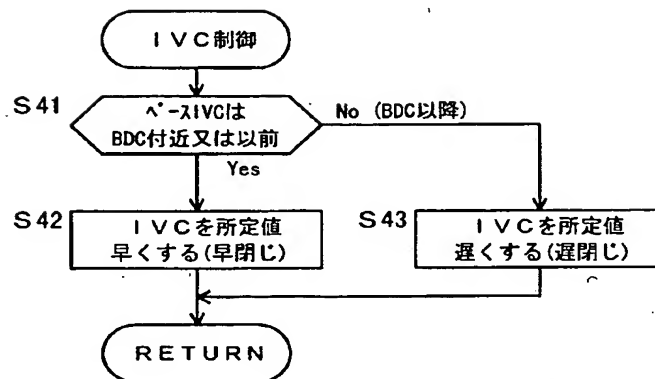 IVC制御
S41
ベースIVCは
BDC付近又は以前
No (BDC以降)
Yes
S42
IVCを所定値
早くする(早閉じ)
S43
IVCを所定値
遅くする(遅閉じ)
RETURN